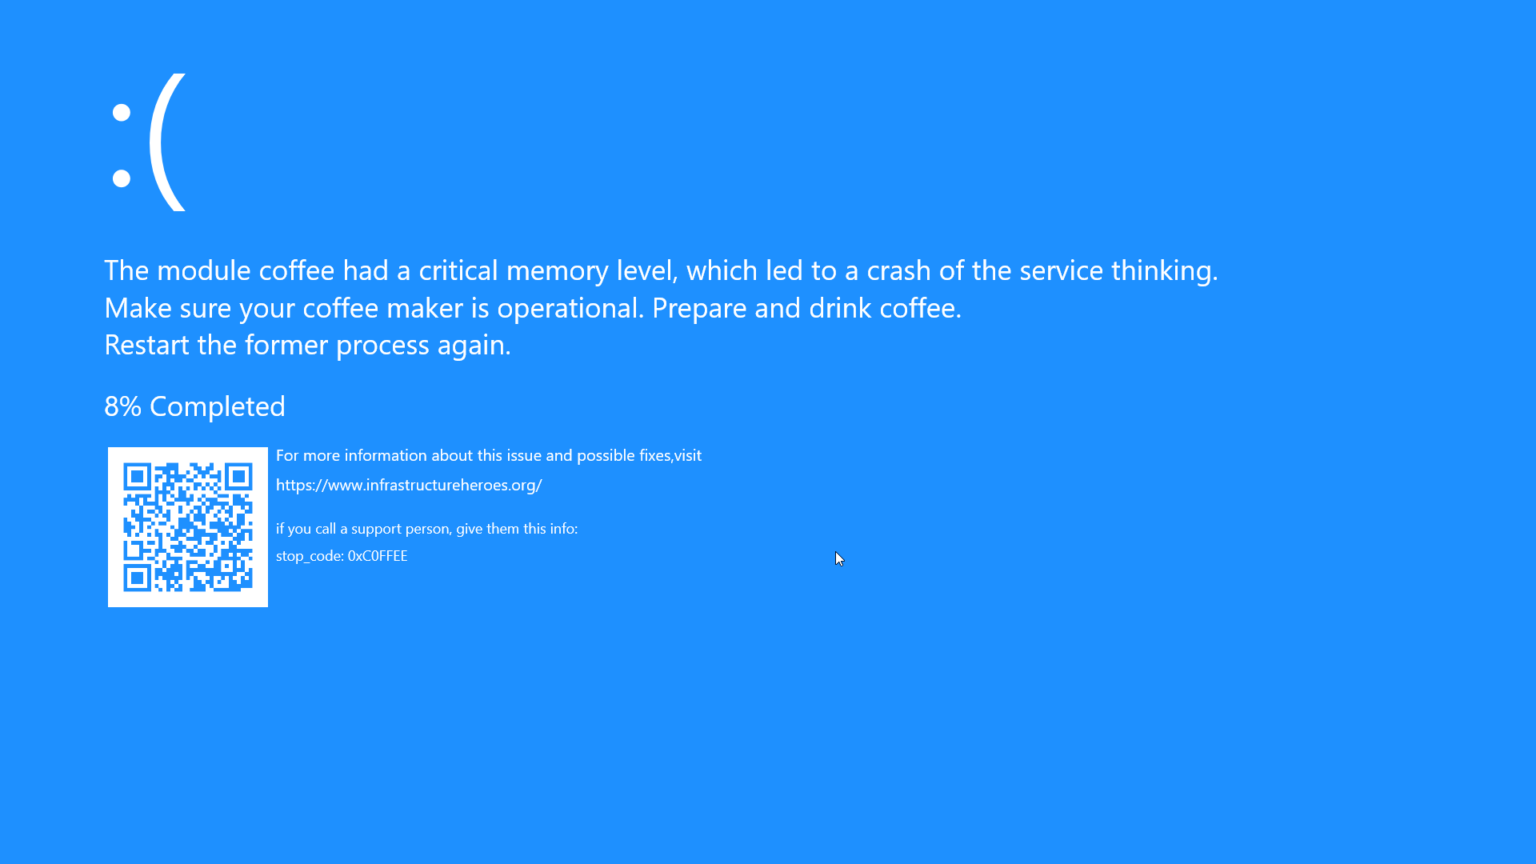 :(
The module coffee had a critical memory level, which led to a crash of the service thinking.
Make sure your coffee maker is operational. Prepare and drink coffee.
Restart the former process again.
8% Completed
For more information about this issue and possible fixes,visit
https://www.infrastructureheroes.org/
if you call a support person, give them this info:
stop_code: 0xC0FFEE